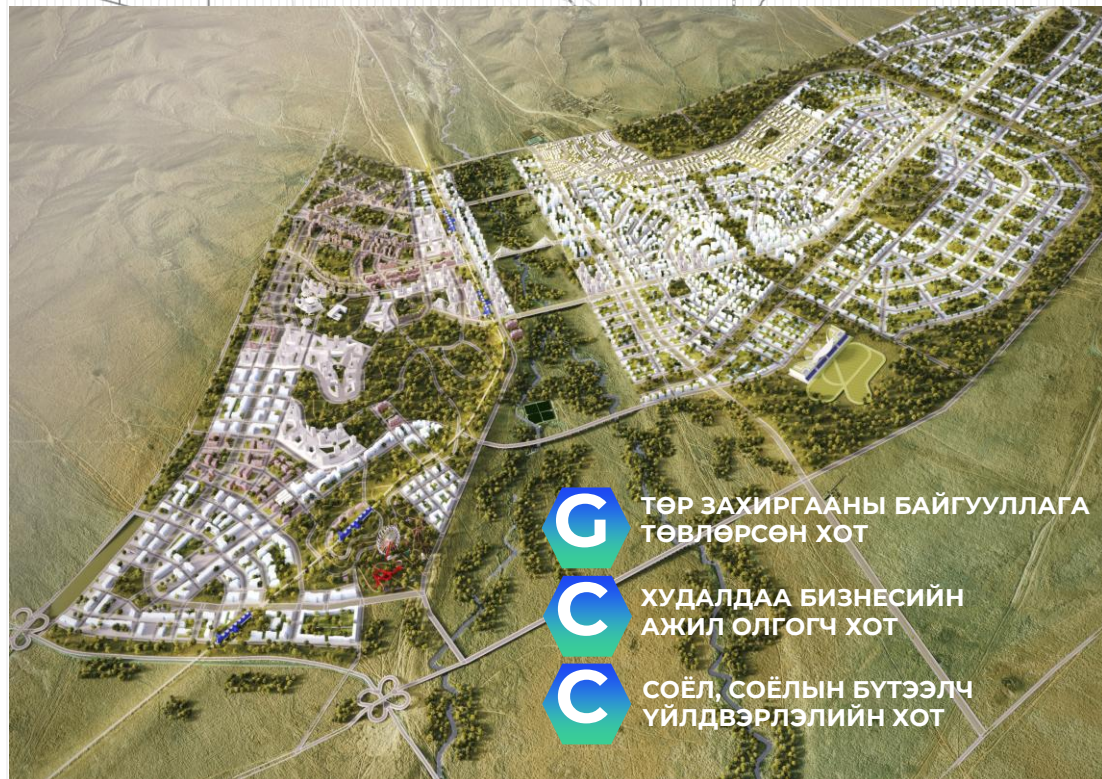 G
ТӨР ЗАХИРГААНЫ БАЙГУУЛЛАГА
ТӨВЛӨРСӨН ХОТ
C
ХУДАЛДАА БИЗНЕСИЙН
АЖИЛ ОЛГОГЧ ХОТ
C
СОЁЛ, СОЁЛЫН БҮТЭЭЛЧ
ҮЙЛДВЭРЛЭЛИЙН ХОТ